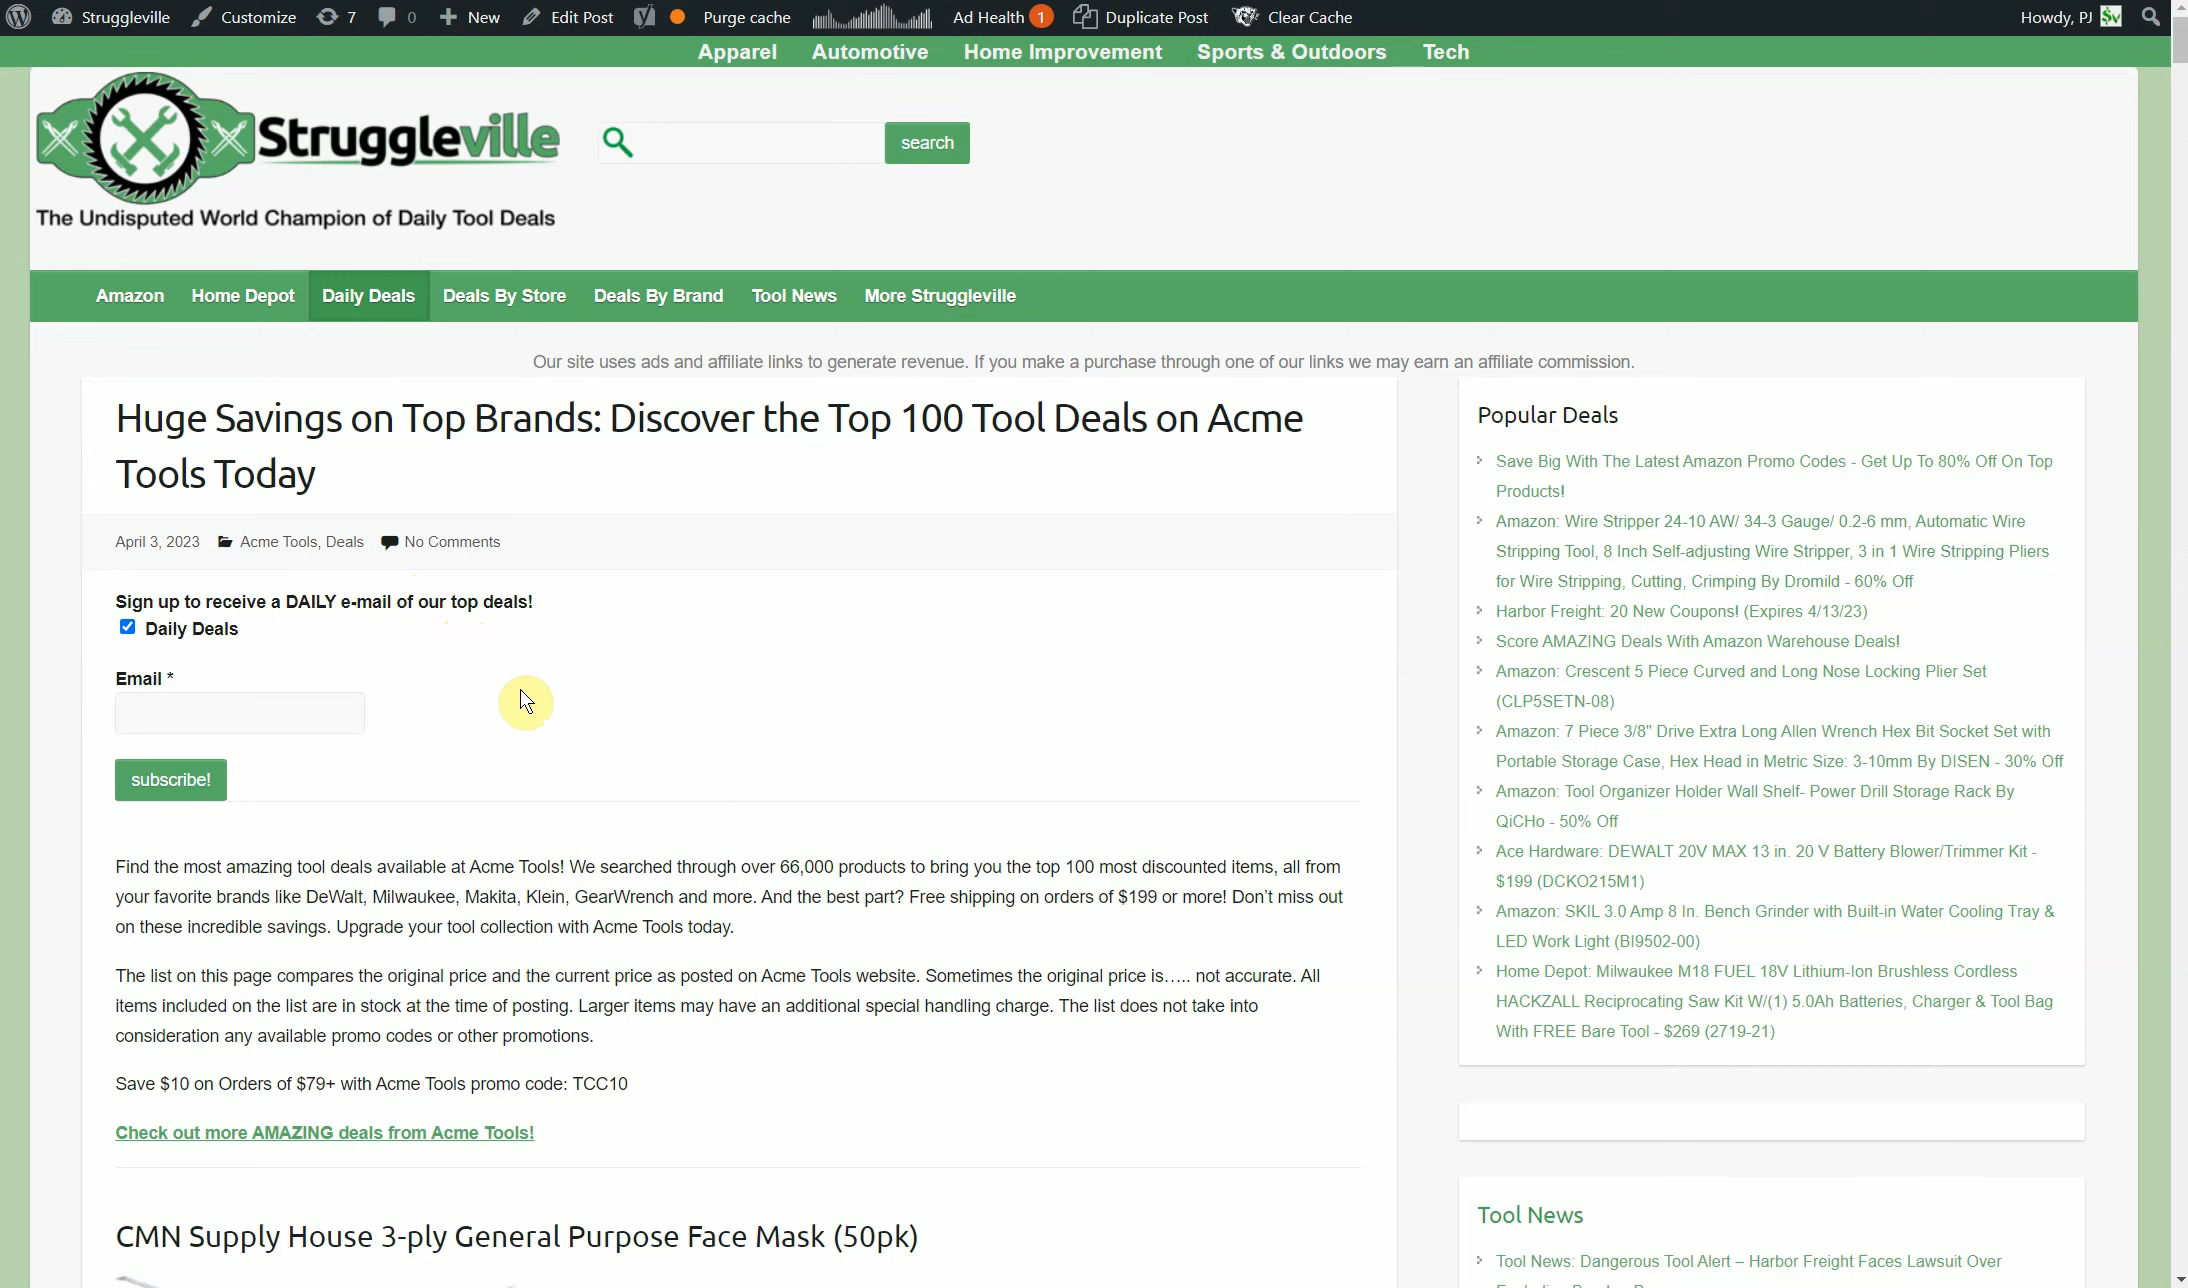 Struggleville Customize 7 0 New Edit Post Purge cache Ad Health 1 Duplicate Post Clear Cache Howdy, PJ
Apparel Automotive Home Improvement Sports & Outdoors Tech
Struggleville
The Undisputed World Champion of Daily Tool Deals
search
Amazon Home Depot Daily Deals Deals By Store Deals By Brand Tool News More Struggleville
Our site uses ads and affiliate links to generate revenue. If you make a purchase through one of our links we may earn an affiliate commission.
Huge Savings on Top Brands: Discover the Top 100 Tool Deals on Acme
Tools Today
April 3, 2023 Acme Tools, Deals No Comments
Sign up to receive a DAILY e-mail of our top deals!
Daily Deals
Email *
subscribe!
Find the most amazing tool deals available at Acme Tools! We searched through over 66,000 products to bring you the top 100 most discounted items, all from
your favorite brands like DeWalt, Milwaukee, Makita, Klein, GearWrench and more. And the best part? Free shipping on orders of $199 or more! Don't miss out
on these incredible savings. Upgrade your tool collection with Acme Tools today.
The list on this page compares the original price and the current price as posted on Acme Tools website. Sometimes the original price is….. not accurate. All
items included on the list are in stock at the time of posting. Larger items may have an additional special handling charge. The list does not take into
consideration any available promo codes or other promotions.
Save $10 on Orders of $79+ with Acme Tools promo code: TCC10
Check out more AMAZING deals from Acme Tools!
CMN Supply House 3-ply General Purpose Face Mask (50pk)
Popular Deals
Save Big With The Latest Amazon Promo Codes - Get Up To 80% Off On Top
Products!
Amazon: Wire Stripper 24-10 AW/ 34-3 Gauge/ 0.2-6 mm, Automatic Wire
Stripping Tool, 8 Inch Self-adjusting Wire Stripper, 3 in 1 Wire Stripping Pliers
for Wire Stripping, Cutting, Crimping By Dromild - 60% Off
Harbor Freight: 20 New Coupons! (Expires 4/13/23)
Score AMAZING Deals With Amazon Warehouse Deals!
Amazon: Crescent 5 Piece Curved and Long Nose Locking Plier Set
(CLP5SETN-08)
Amazon: 7 Piece 3/8" Drive Extra Long Allen Wrench Hex Bit Socket Set with
Portable Storage Case, Hex Head in Metric Size: 3-10mm By DISEN - 30% Off
Amazon: Tool Organizer Holder Wall Shelf- Power Drill Storage Rack By
QiCHo - 50% Off
Ace Hardware: DEWALT 20V MAX 13 in. 20 V Battery Blower/Trimmer Kit -
$199 (DCKO215M1)
Amazon: SKIL 3.0 Amp 8 In. Bench Grinder with Built-in Water Cooling Tray &
LED Work Light (BI9502-00)
Home Depot: Milwaukee M18 FUEL 18V Lithium-Ion Brushless Cordless
HACKZALL Reciprocating Saw Kit W/(1) 5.0Ah Batteries, Charger & Tool Bag
With FREE Bare Tool - $269 (2719-21)
Tool News
Tool News: Dangerous Tool Alert – Harbor Freight Faces Lawsuit Over